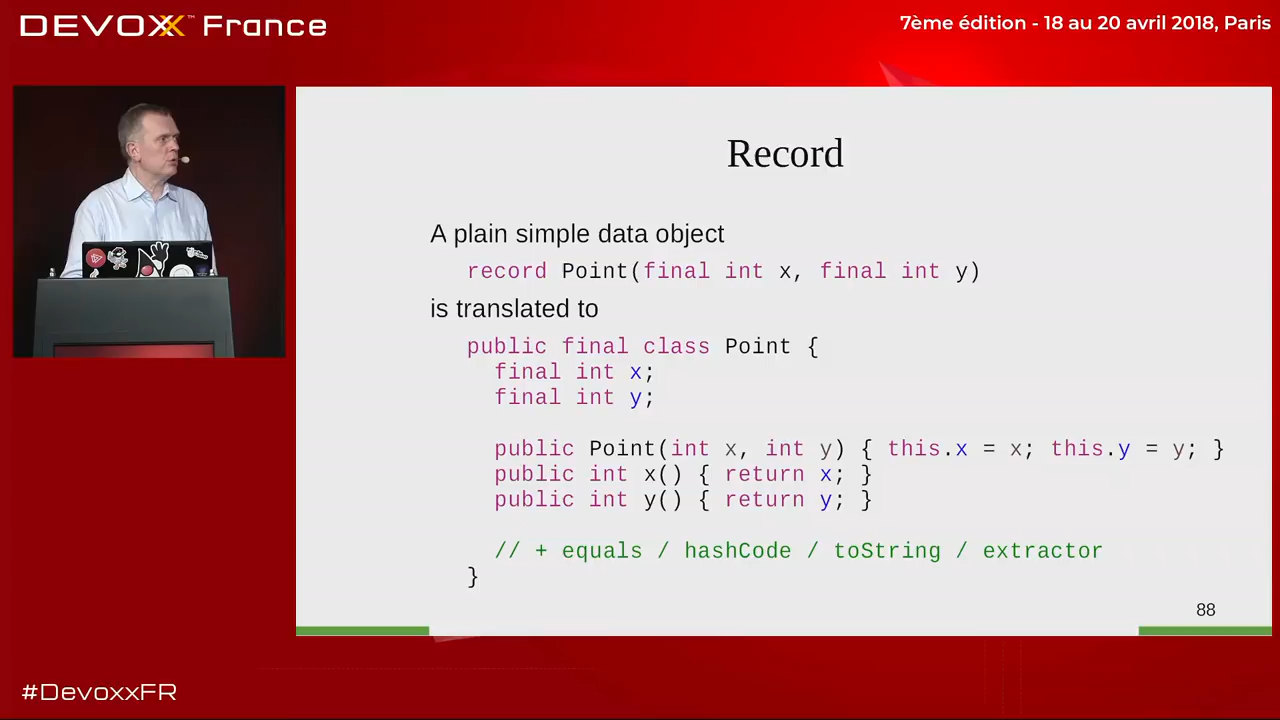 DEVOXX™ France
7ème édition - 18 au 20 avril 2018, Paris
Record
A plain simple data object
record Point(final int x, final int y)
is translated to
public final class Point {
final int x;
final int y;
public Point(int x, int y) { this.x = x; this.y = y; }
public int x() { return x; }
public int y() { return y; }
// + equals / hashCode / toString / extractor
}
88
#DevoxxFR